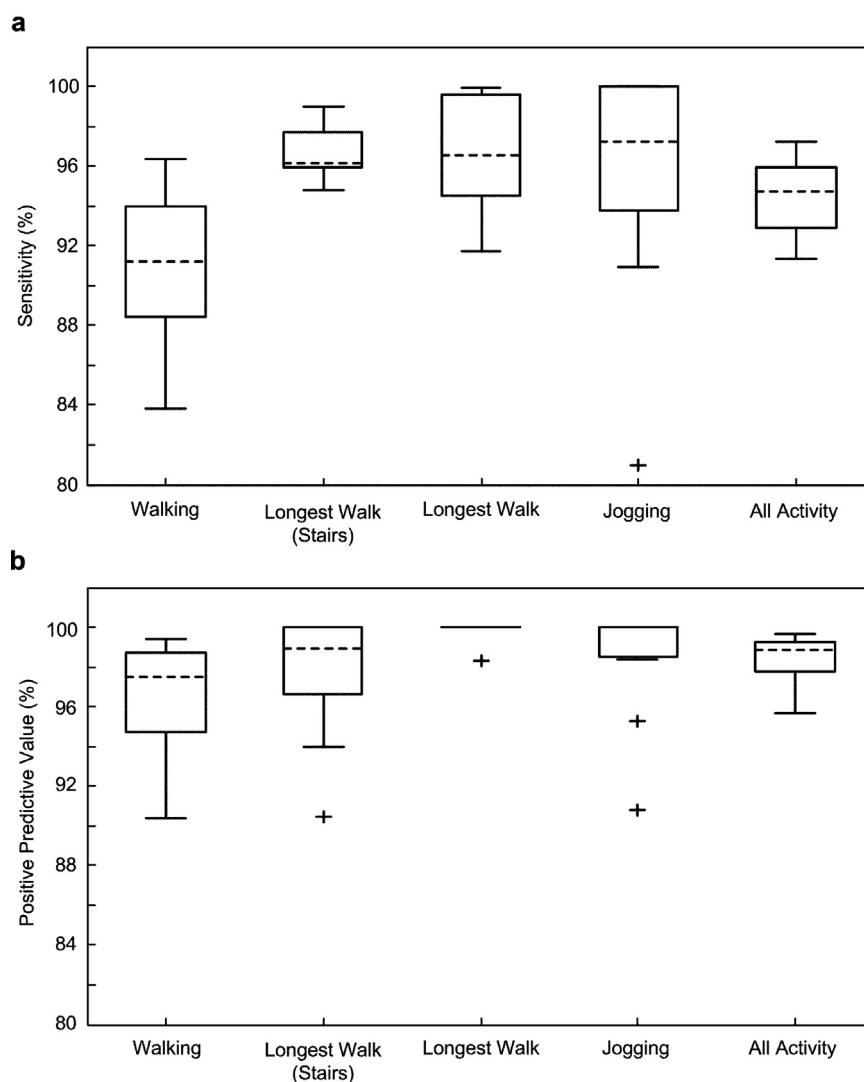 a
100
96
92
88
84
80
Sensitivity (%)
Walking
Longest Walk
(Stairs)
Longest Walk
Jogging
All Activity
b
100
96
92
88
84
80
Positive Predictive Value (%)
Walking
Longest Walk
(Stairs)
Longest Walk
Jogging
All Activity